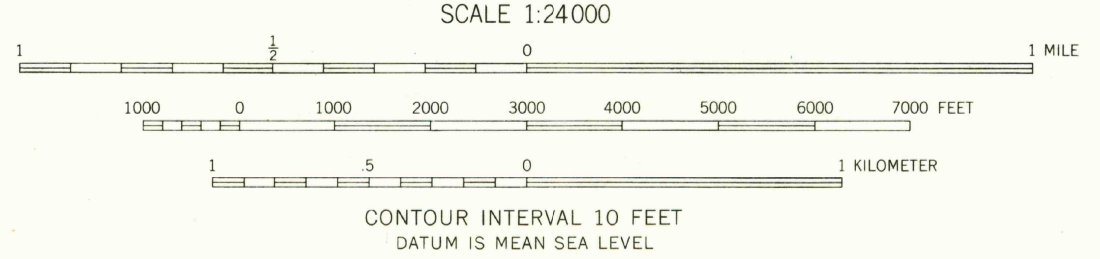 SCALE 1:24000
1 ½ 0 1 MILE
1000 0 1000 2000 3000 4000 5000 6000 7000 FEET
1 .5 0 1 KILOMETER
CONTOUR INTERVAL 10 FEET
DATUM IS MEAN SEA LEVEL